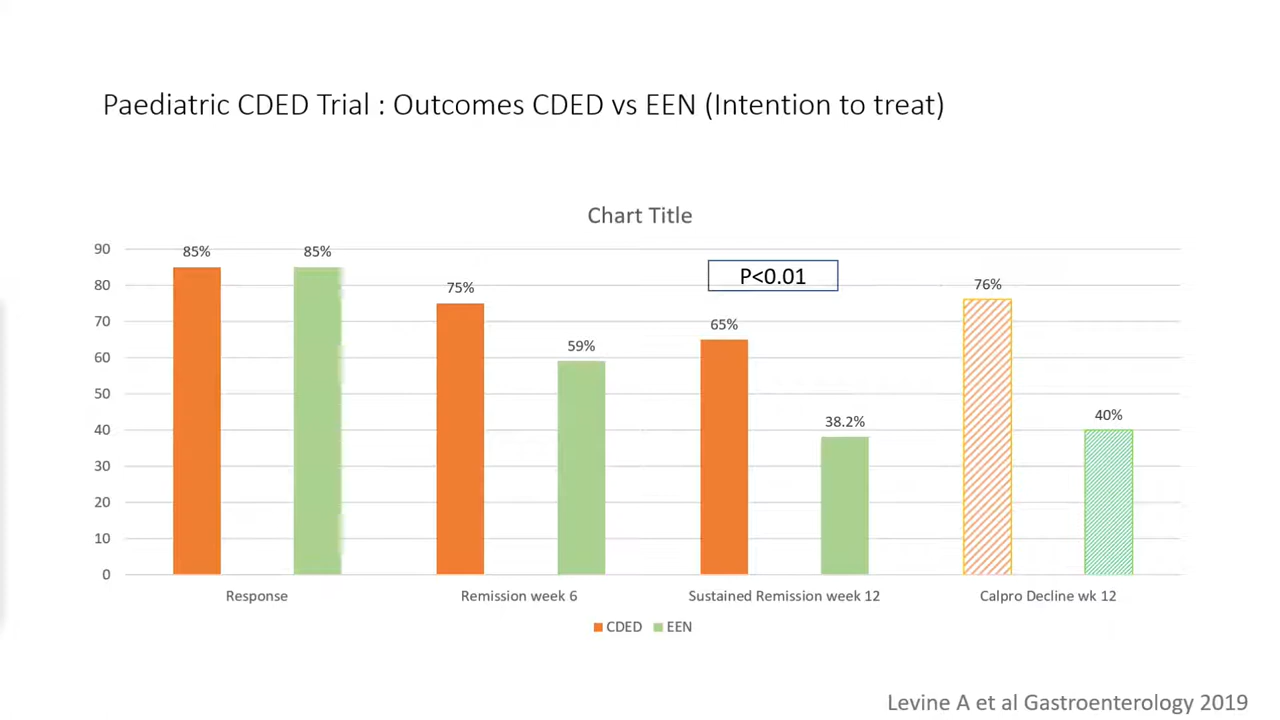 Paediatric CDED Trial : Outcomes CDED vs EEN (Intention to treat)
Chart Title
90
80
70
60
50
40
30
20
10
0
85%
85%
75%
59%
P<0.01
65%
38.2%
76%
40%
Response
Remission week 6
Sustained Remission week 12
Calpro Decline wk 12
CDED
EEN
Levine A et al Gastroenterology 2019